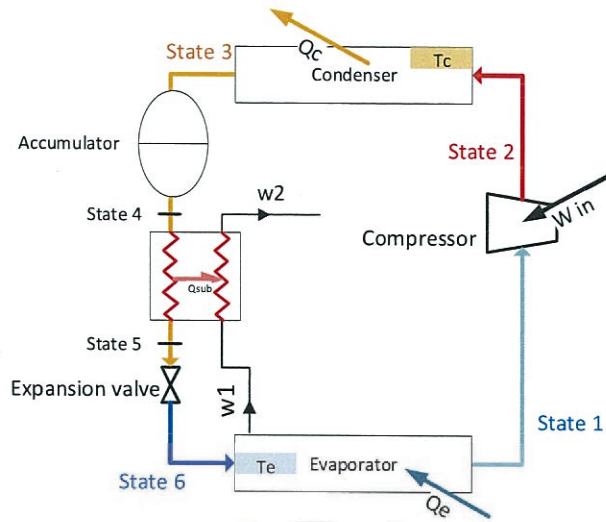 State 3
Qc
Condenser
Tc
Accumulator
State 2
State 4
w2
W in
Compressor
Qsub
State 5
Expansion valve
w1
State 1
Te
Evaporator
State 6
Qe